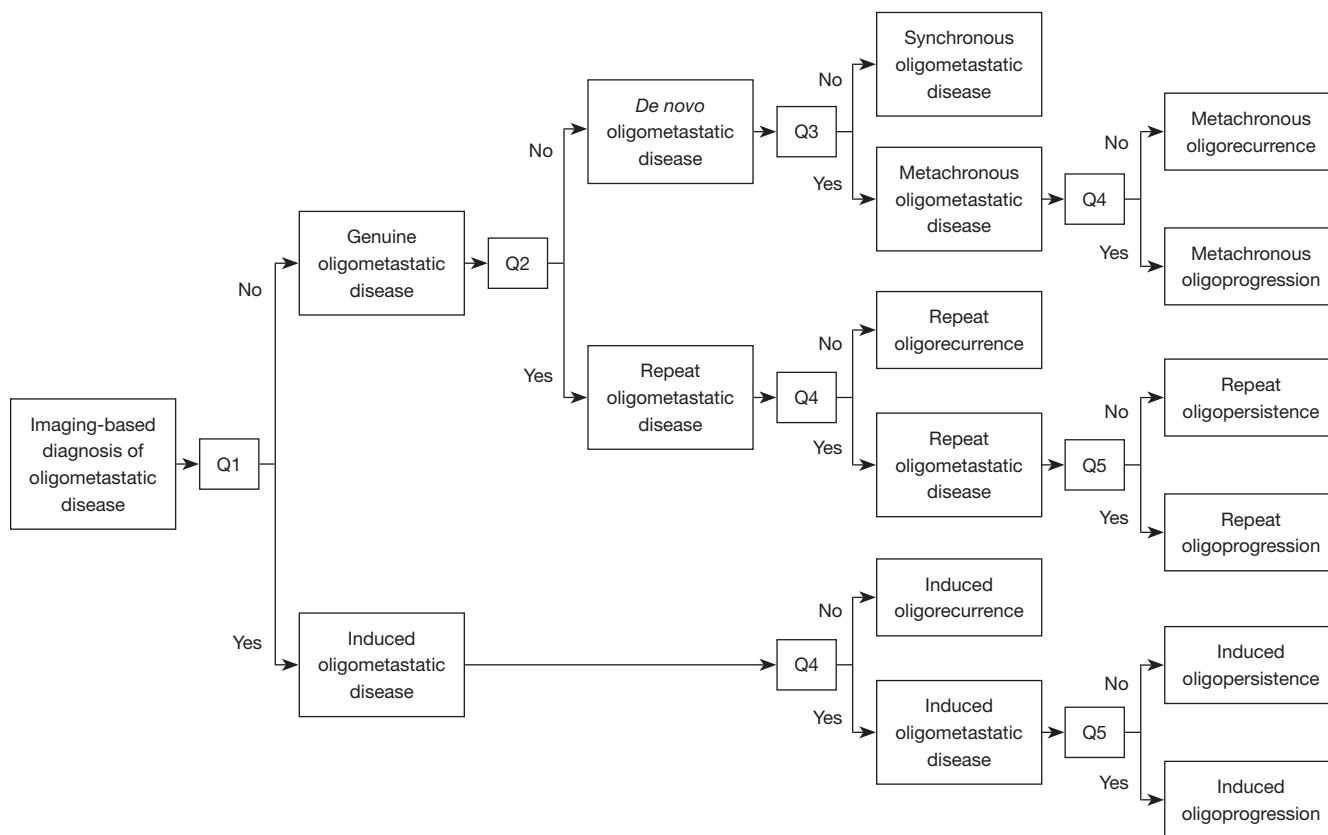 Imaging-based
diagnosis of
oligometastatic
disease
Q1
No
Yes
Genuine
oligometastatic
disease
Q2
No
Yes
De novo
oligometastatic
disease
Q3
No
Yes
Synchronous
oligometastatic
disease
Metachronous
oligometastatic
disease
Q4
No
Yes
Metachronous
oligorecurrence
Metachronous
oligoprogression
Repeat
oligometastatic
disease
Q4
No
Yes
Repeat
oligorecurrence
Repeat
oligometastatic
disease
Q5
No
Yes
Repeat
oligopersistence
Repeat
oligoprogression
Induced
oligometastatic
disease
Q4
No
Yes
Induced
oligorecurrence
Induced
oligometastatic
disease
Q5
No
Yes
Induced
oligopersistence
Induced
oligoprogression